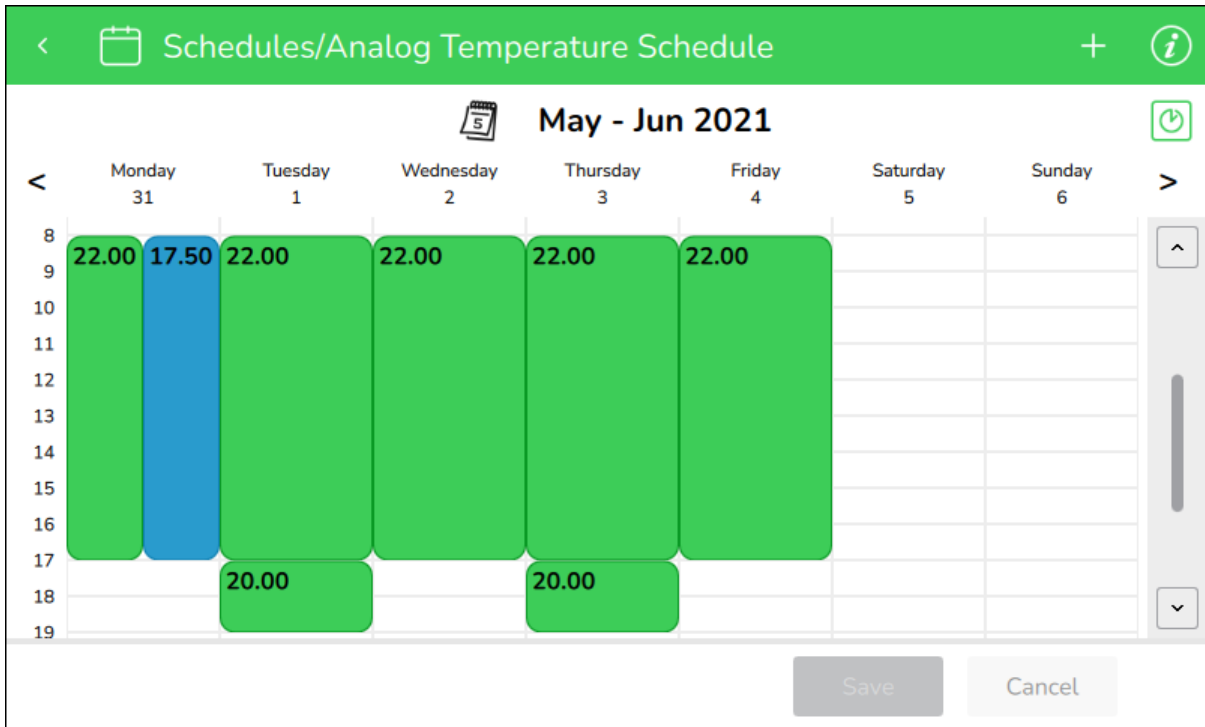 < Schedules/Analog Temperature Schedule + i
5 May - Jun 2021
< Monday Tuesday Wednesday Thursday Friday Saturday Sunday >
31 1 2 3 4 5 6
8
22.00 17.50 22.00 22.00 22.00 22.00
9
10
11
12
13
14
15
16
17
20.00 20.00
18
19
Save Cancel